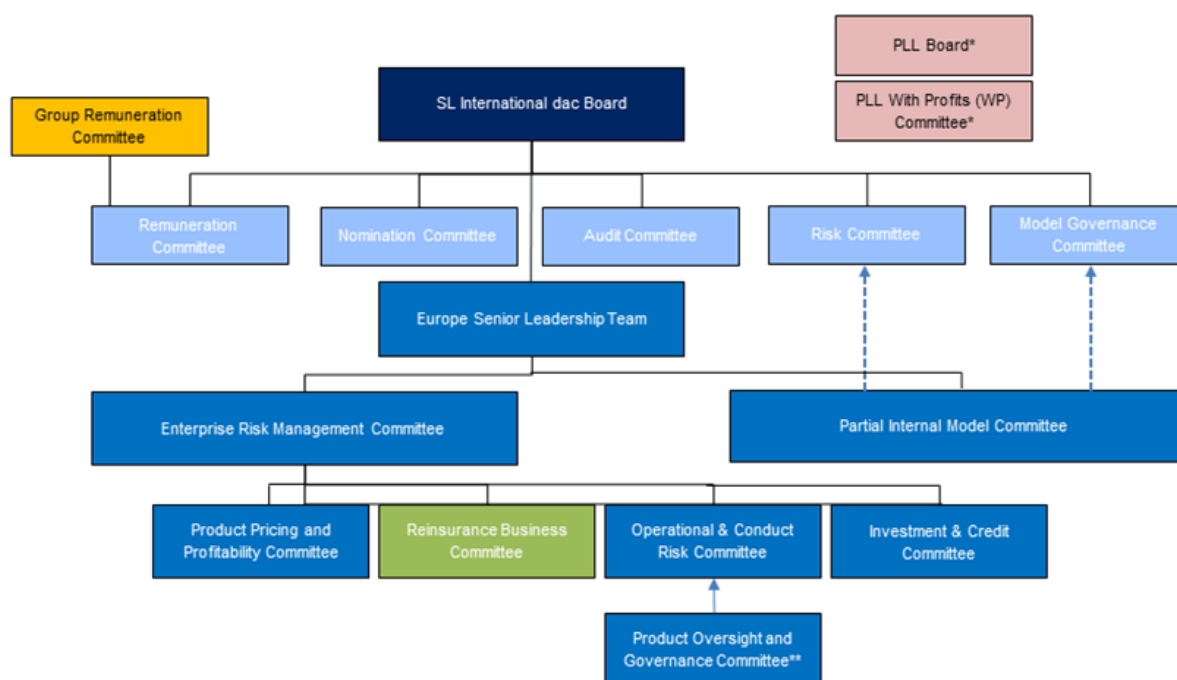 PLL Board*
SL International dac Board
PLL With Profits (WP)
Committee*
Group Remuneration
Committee
Remuneration
Committee
Nomination Committee
Audit Committee
Risk Committee
Model Governance
Committee
Europe Senior Leadership Team
Enterprise Risk Management Committee
Partial Internal Model Committee
Product Pricing and
Profitability Committee
Reinsurance Business
Committee
Operational & Conduct
Risk Committee
Investment & Credit
Committee
Product Oversight and
Governance Committee**